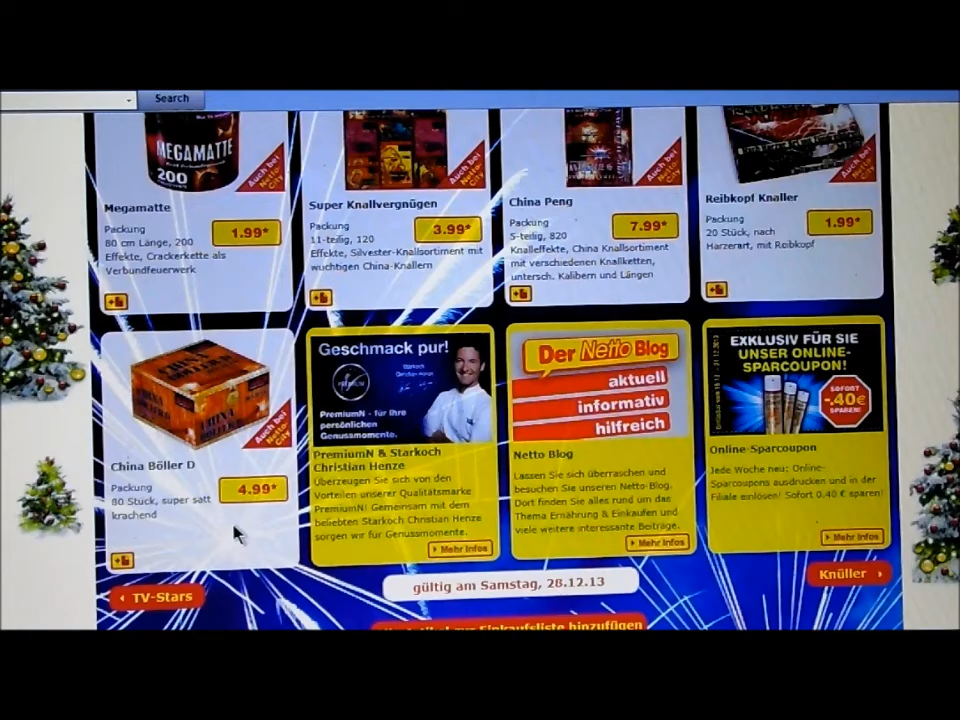 Search
MEGAMATTE
200
Auch bei
Netto-
City
Auch bei
Netto-
City
Auch bei
Netto-
City
Auch bei
Netto-
City
Megamatte
Packung
80 cm Länge, 200
Effekte, Crackerkette als
Verbundfeuerwerk
1.99*
Super Knallvergnügen
Packung
11-teilig, 120
Effekte, Silvester-Knallsortiment mit
wuchtigen China-Knallern
3.99*
China Peng
Packung
5-teilig, 820
Knalleffekte, China Knallsortiment
mit verschiedenen Knallketten,
untersch. Kalibern und Längen
7.99*
Reibkopf Knaller
Packung
20 Stück, nach
Harzerart, mit Reibkopf
1.99*
CHINA
BÖLLER
Auch bei
Netto-
City
China Böller D
Packung
80 Stück, super satt
krachend
4.99*
Geschmack pur!
PREMIUM
Starkoch
Christian Henze
PremiumN - für Ihre
persönlichen
Genussmomente.
PremiumN & Starkoch
Christian Henze
Überzeugen Sie sich von den
Vorteilen unserer Qualitätsmarke
PremiumN! Gemeinsam mit dem
beliebten Starkoch Christian Henze
sorgen wir für Genussmomente.
Mehr Infos
Der Netto Blog
aktuell
informativ
hilfreich
Netto Blog
Lassen Sie sich überraschen und
besuchen Sie unseren Netto-Blog.
Dort finden Sie alles rund um das
Thema Ernährung & Einkaufen und
viele weitere interessante Beiträge.
Mehr Infos
EXKLUSIV FÜR SIE
UNSER ONLINE-
SPARCOUPON!
SOFORT
-.40€
SPAREN!
Online-Sparcoupon
Jede Woche neu: Online-
Sparcoupons ausdrucken und in der
Filiale einlösen! Sofort 0,40 € sparen!
Mehr Infos
TV-Stars
gültig am Samstag, 28.12.13
Knüller
Artikel zur Einkaufsliste hinzufügen